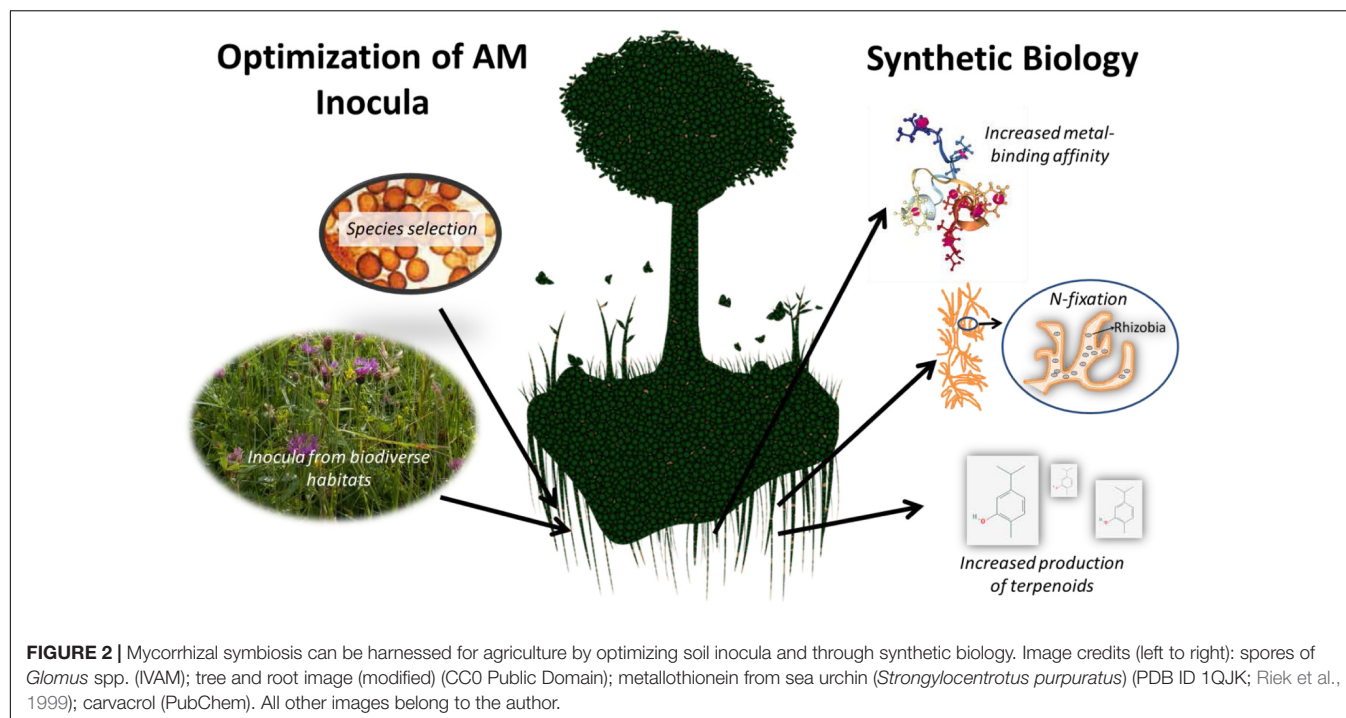 Optimization of AM
Inocula
Synthetic Biology
Species selection
Inocula from biodiverse
habitats
Increased metal-
binding affinity
N-fixation
Rhizobia
H
O
H
O
H
O
Increased production
of terpenoids
FIGURE 2 | Mycorrhizal symbiosis can be harnessed for agriculture by optimizing soil inocula and through synthetic biology. Image credits (left to right): spores of
Glomus spp. (IVAM); tree and root image (modified) (CC0 Public Domain); metallothionein from sea urchin (Strongylocentrotus purpuratus) (PDB ID 1QJK; Riek et al.,
1999); carvacrol (PubChem). All other images belong to the author.